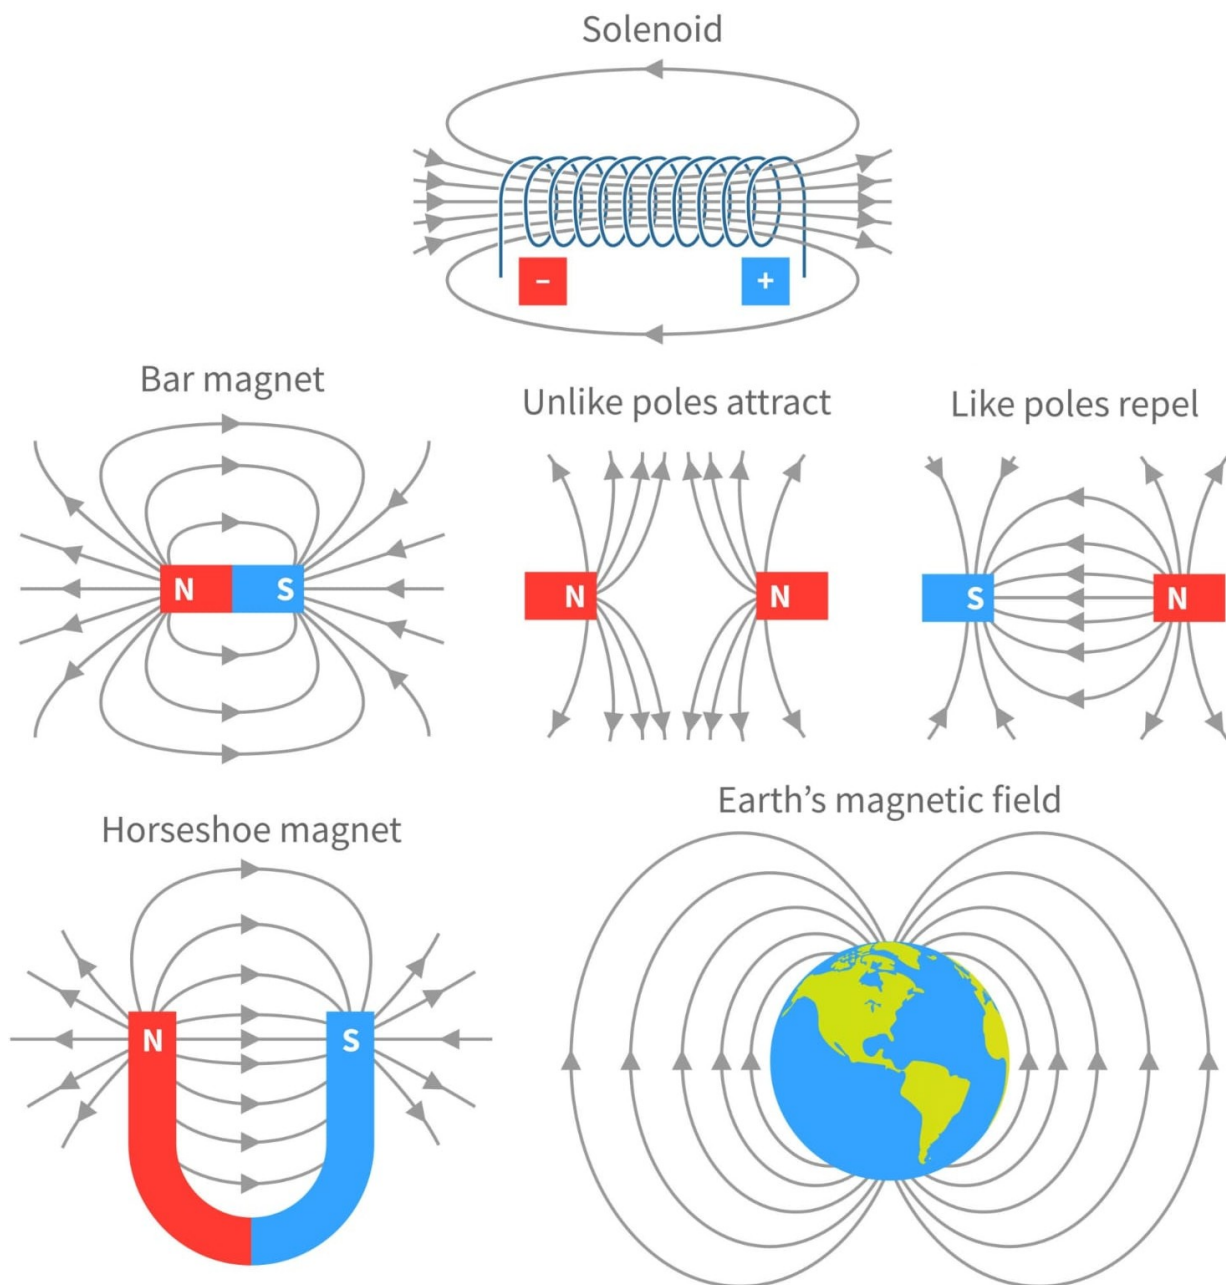 Solenoid
–
+
Bar magnet
N
S
Unlike poles attract
N
N
Like poles repel
S
N
Horseshoe magnet
N
S
Earth’s magnetic field